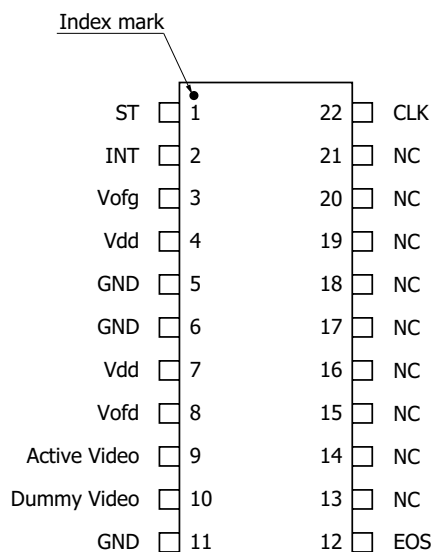 Index mark
ST 1 22 CLK
INT 2 21 NC
Vofg 3 20 NC
Vdd 4 19 NC
GND 5 18 NC
GND 6 17 NC
Vdd 7 16 NC
Vofd 8 15 NC
Active Video 9 14 NC
Dummy Video 10 13 NC
GND 11 12 EOS